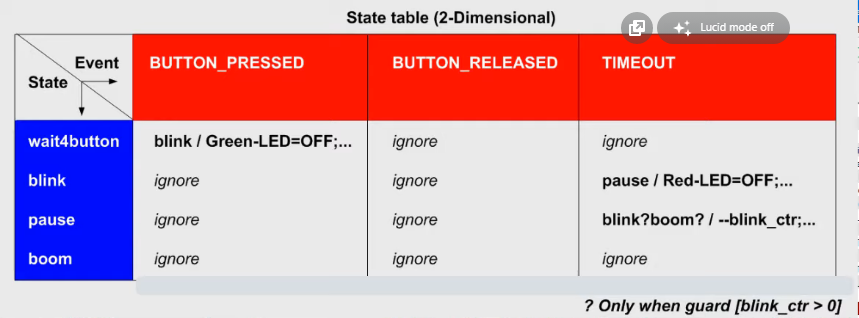 State table (2-Dimensional)
Lucid mode off
Event
State
BUTTON_PRESSED BUTTON_RELEASED TIMEOUT
wait4button blink / Green-LED=OFF;... ignore ignore
blink ignore ignore pause / Red-LED=OFF;...
pause ignore ignore blink?boom? / --blink_ctr;...
boom ignore ignore ignore
? Only when guard [blink_ctr > 0]